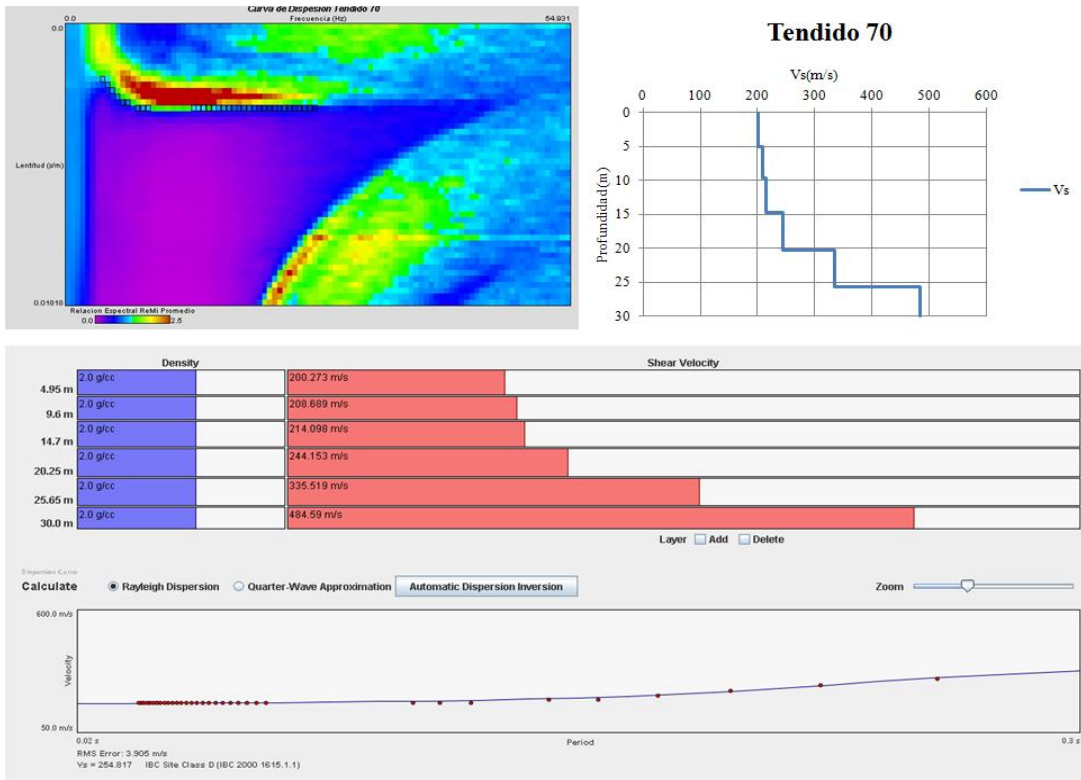 Curva de Dispesión Tendido 70
0.0 Frecuencia (Hz) 54.931
0.0
Lentitud (s/m)
0.01818
Relacion Espectral ReMi Promedio
0.0 2.5
Tendido 70
Vs(m/s)
0 100 200 300 400 500 600
0
5
10
15
20
25
30
Profundidad(m)
Vs
Density Shear Velocity
4.95 m 2.0 g/cc 200.273 m/s
9.6 m 2.0 g/cc 208.689 m/s
14.7 m 2.0 g/cc 214.098 m/s
20.25 m 2.0 g/cc 244.153 m/s
25.65 m 2.0 g/cc 335.519 m/s
30.0 m 2.0 g/cc 484.59 m/s
Layer Add Delete
Dispersion Curve
Calculate Rayleigh Dispersion Quarter-Wave Approximation Automatic Dispersion Inversion Zoom
600.0 m/s
Velocity
50.0 m/s
0.02 s Period 0.3 s
RMS Error: 3.905 m/s
Vs = 254.817 IBC Site Class D (IBC 2000 1615.1.1)